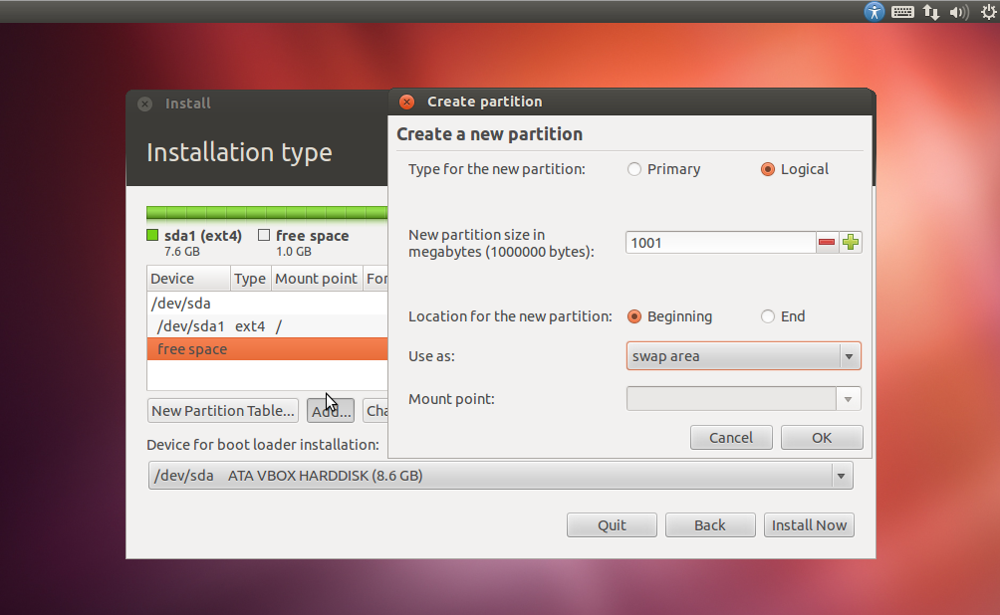 Install
Create partition
Installation type
Create a new partition
Type for the new partition:
Primary
Logical
New partition size in
megabytes (1000000 bytes):
1001
Location for the new partition:
Beginning
End
Use as:
swap area
Mount point:
Cancel
OK
sda1 (ext4)
7.6 GB
free space
1.0 GB
Device Type Mount point For
/dev/sda
/dev/sda1 ext4 /
free space
New Partition Table...
Add...
Cha
Device for boot loader installation:
/dev/sda ATA VBOX HARDDISK (8.6 GB)
Quit
Back
Install Now